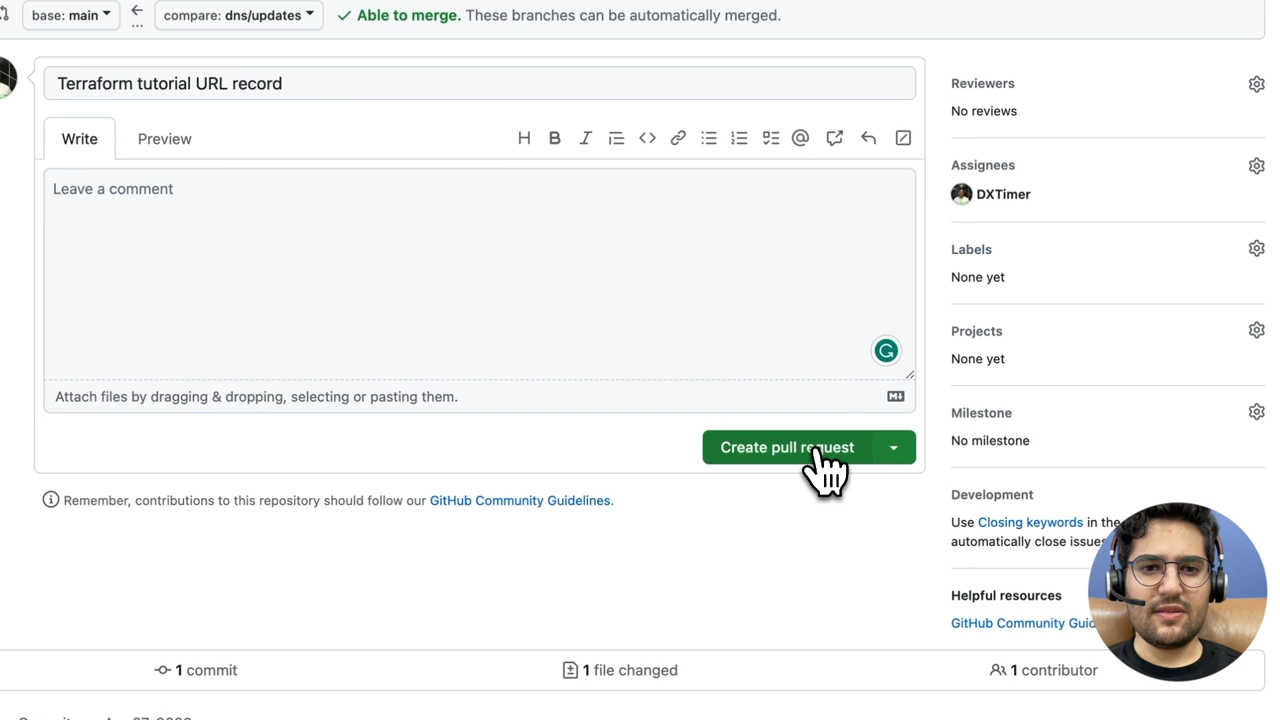 base: main
compare: dns/updates
Able to merge. These branches can be automatically merged.
Terraform tutorial URL record
Write
Preview
Leave a comment
Attach files by dragging & dropping, selecting or pasting them.
Create pull request
Remember, contributions to this repository should follow our GitHub Community Guidelines.
Reviewers
No reviews
Assignees
DXTimer
Labels
None yet
Projects
None yet
Milestone
No milestone
Development
Use Closing keywords in the
automatically close issues
Helpful resources
GitHub Community
1 commit
1 file changed
1 contributor